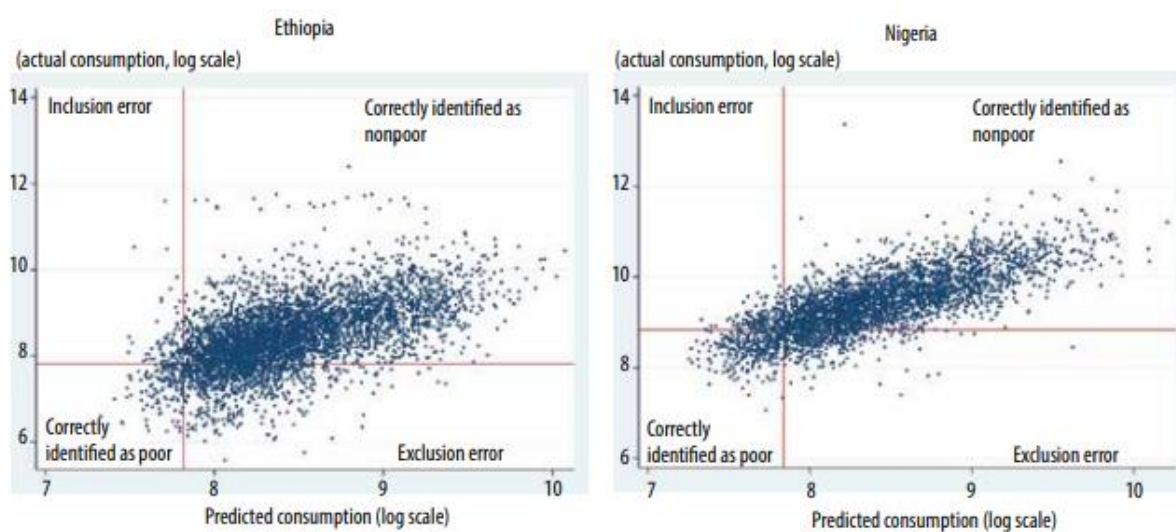 Ethiopia
(actual consumption, log scale)
14
Inclusion error
Correctly identified as
nonpoor
12
10
8
Correctly
identified as poor
6
Exclusion error
7
8
9
10
Predicted consumption (log scale)
Nigeria
(actual consumption, log scale)
14
Inclusion error
Correctly identified as
nonpoor
12
10
8
Correctly
identified as poor
6
Exclusion error
7
8
9
10
Predicted consumption (log scale)